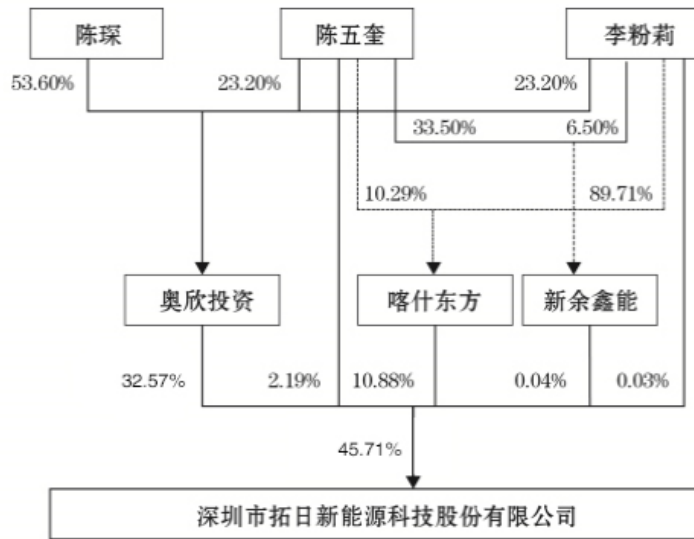 陈琛
陈五奎
李粉莉
53.60%
23.20%
23.20%
33.50%
6.50%
10.29%
89.71%
奥欣投资
喀什东方
新余鑫能
32.57%
2.19%
10.88%
0.04%
0.03%
45.71%
深圳市拓日新能源科技股份有限公司